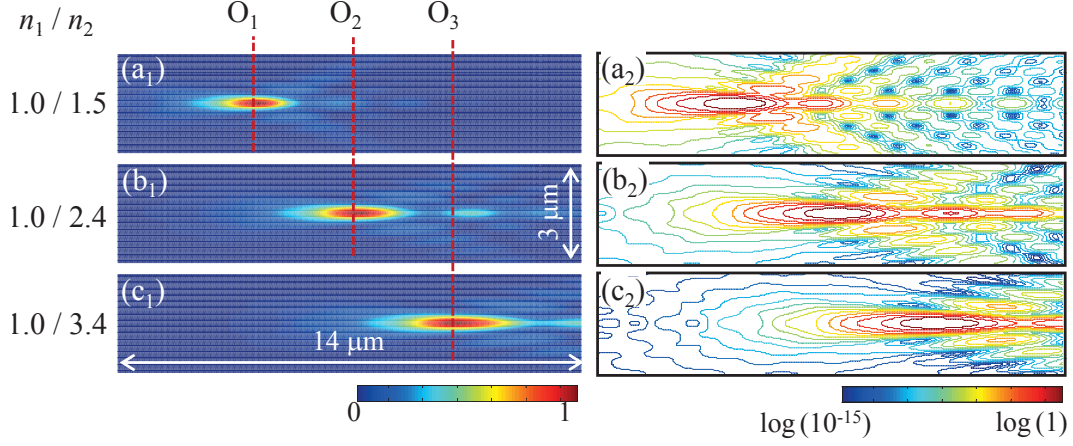 n₁ / n₂ O₁ O₂ O₃
(a₁) (a₂)
1.0 / 1.5
(b₁) (b₂)
1.0 / 2.4 3 μm
(c₁) (c₂)
1.0 / 3.4
14 μm
0 1 log (10⁻¹⁵) log (1)